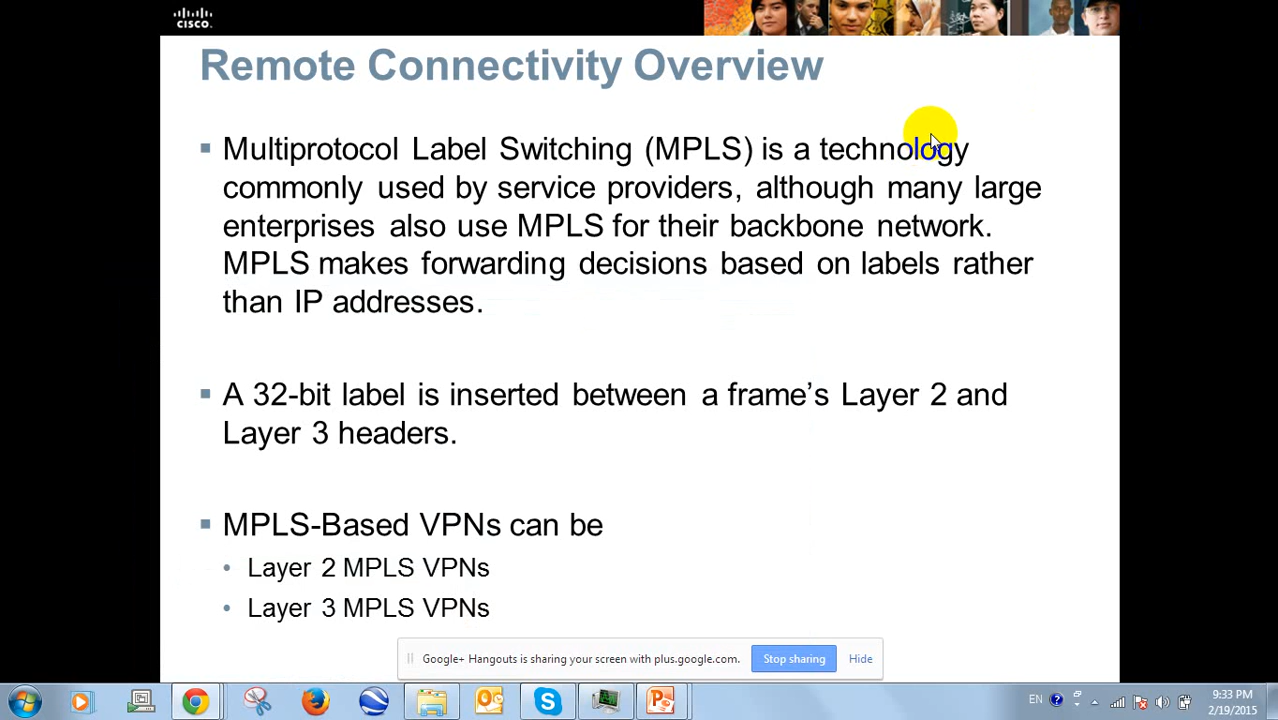 CISCO
Remote Connectivity Overview
Multiprotocol Label Switching (MPLS) is a technology
commonly used by service providers, although many large
enterprises also use MPLS for their backbone network.
MPLS makes forwarding decisions based on labels rather
than IP addresses.
A 32-bit label is inserted between a frame’s Layer 2 and
Layer 3 headers.
MPLS-Based VPNs can be
Layer 2 MPLS VPNs
Layer 3 MPLS VPNs
Google+ Hangouts is sharing your screen with plus.google.com. Stop sharing Hide
EN 9:33 PM
2/19/2015